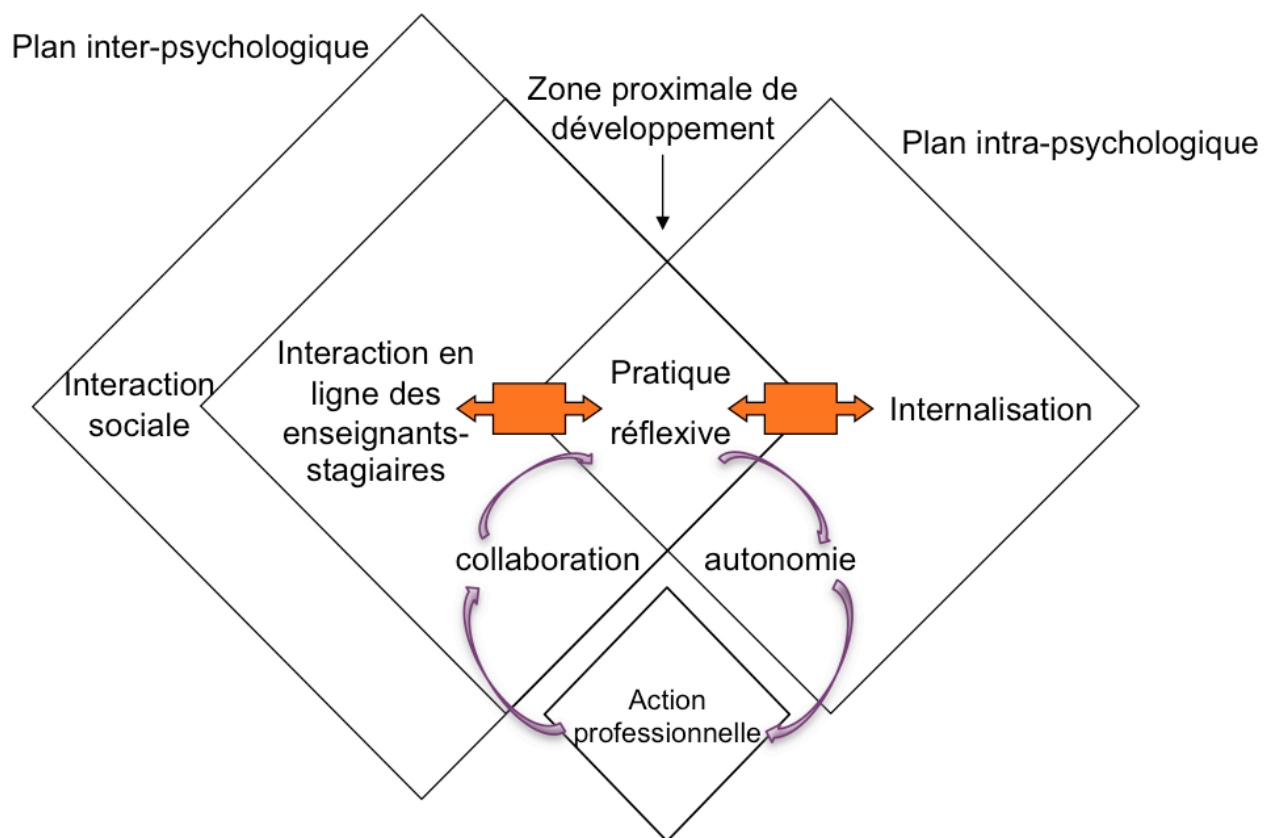 Plan inter-psychologique
Zone proximale de
développement
Plan intra-psychologique
Interaction
sociale
Interaction en
ligne des
enseignants-
stagiaires
Pratique
réflexive
Internalisation
collaboration
autonomie
Action
professionnelle